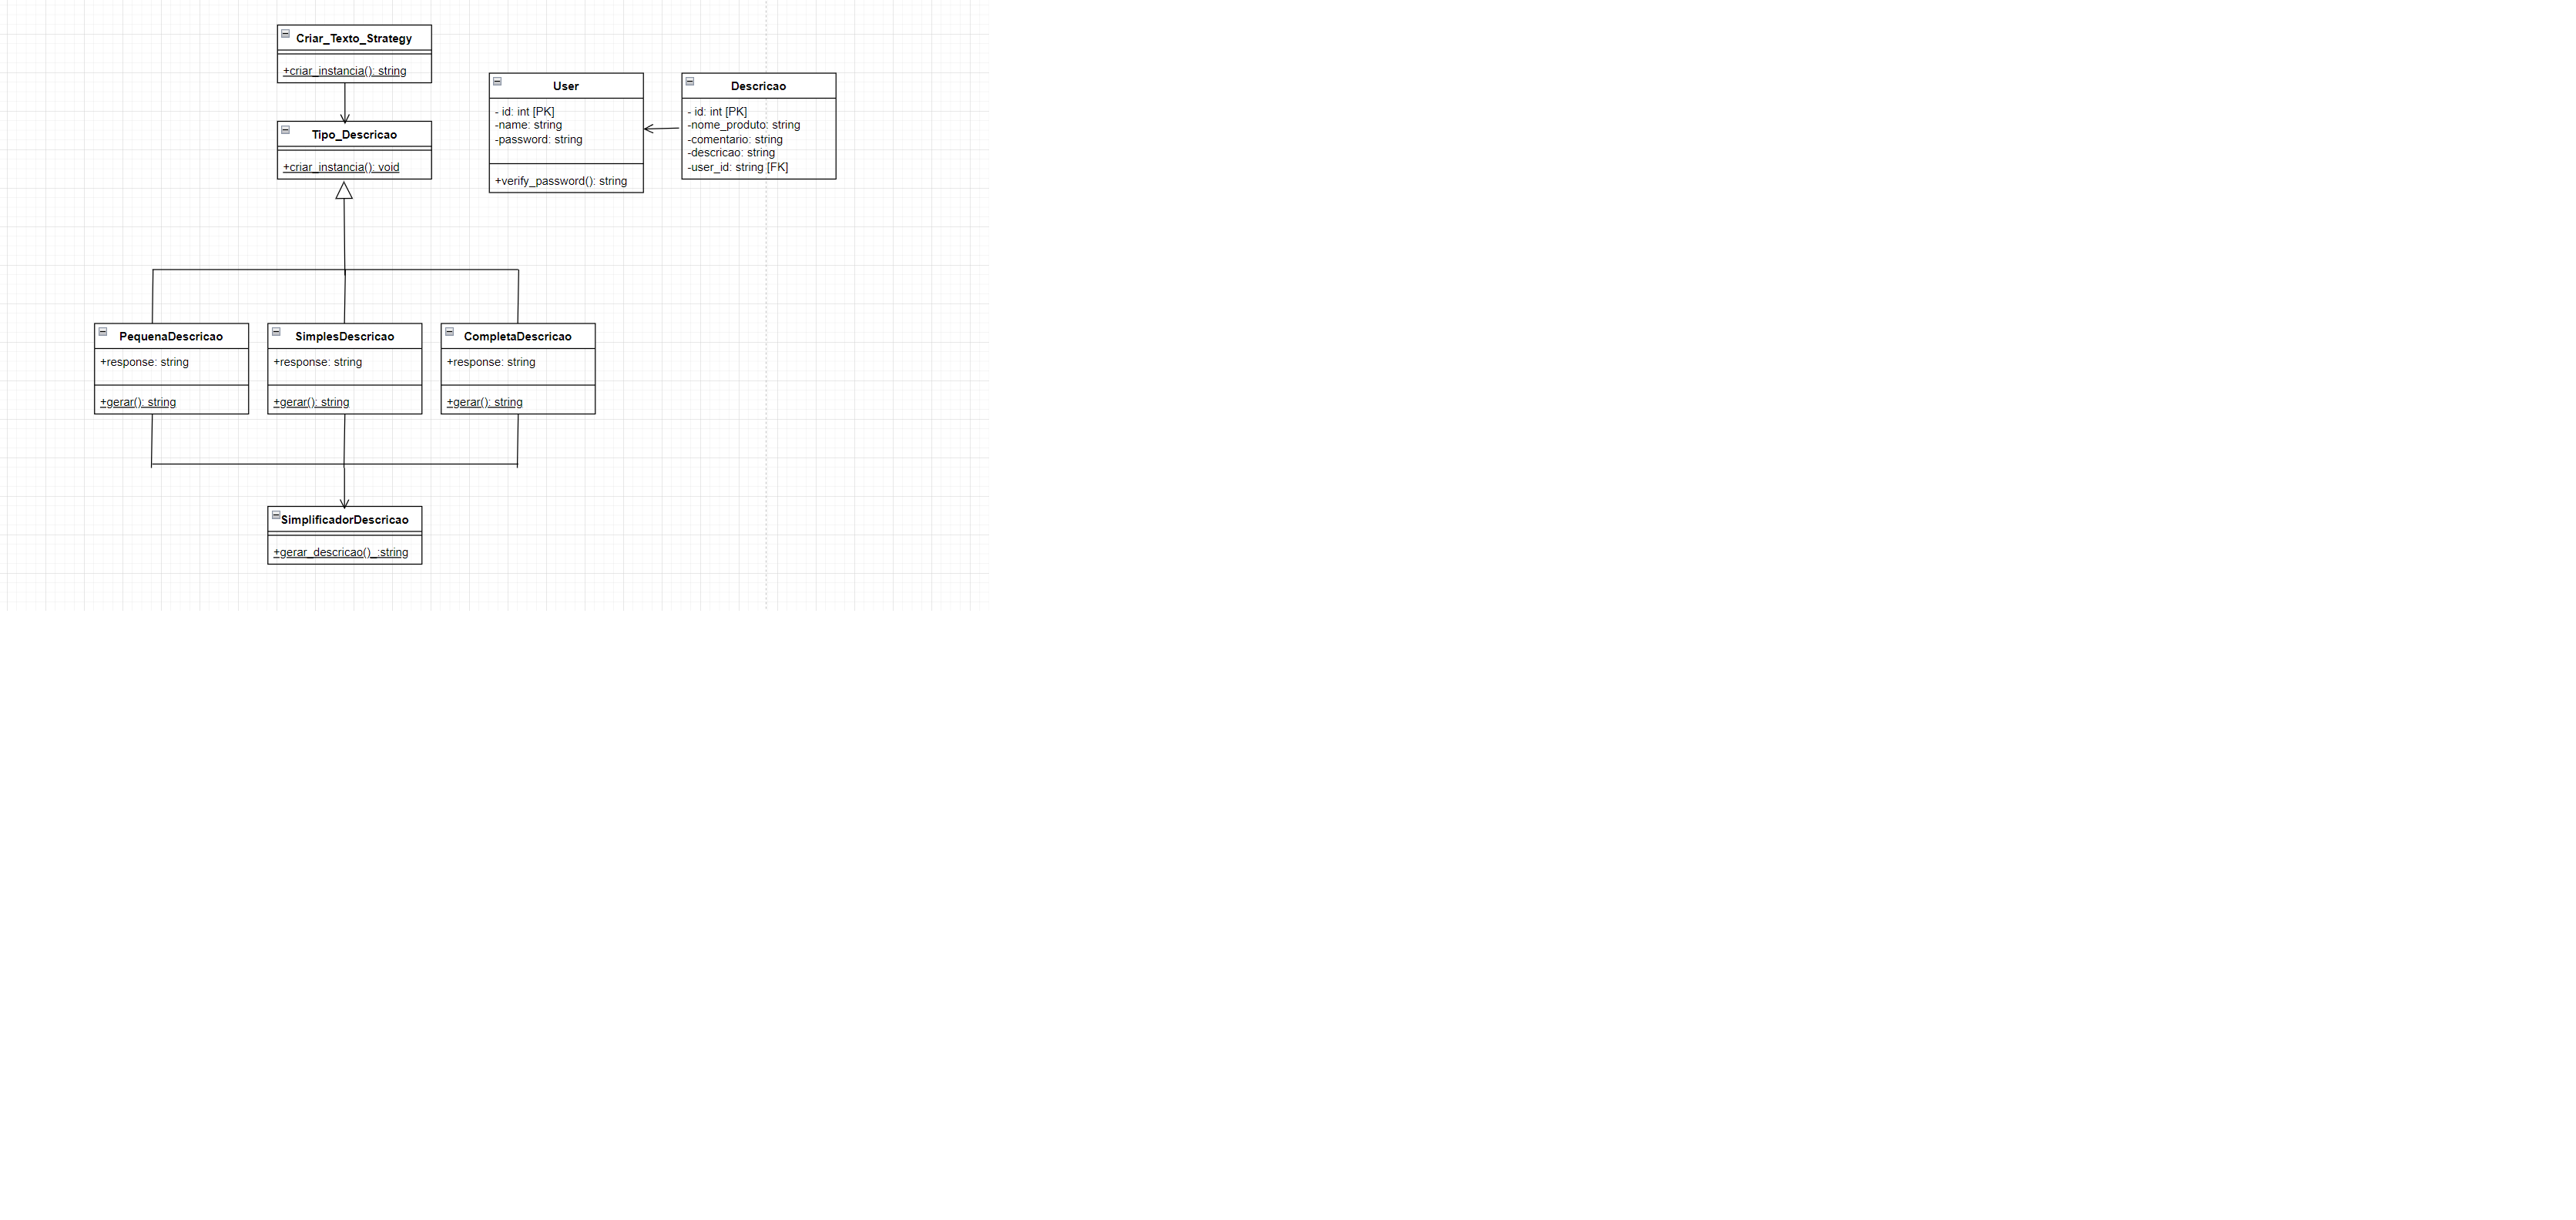 Criar_Texto_Strategy
+criar_instancia(): string
Tipo_Descricao
+criar_instancia(): void
User
- id: int [PK]
-name: string
-password: string
+verify_password(): string
Descricao
- id: int [PK]
-nome_produto: string
-comentario: string
-descricao: string
-user_id: string [FK]
PequenaDescricao
+response: string
+gerar(): string
SimplesDescricao
+response: string
+gerar(): string
CompletaDescricao
+response: string
+gerar(): string
SimplificadorDescricao
+gerar_descricao()_:string